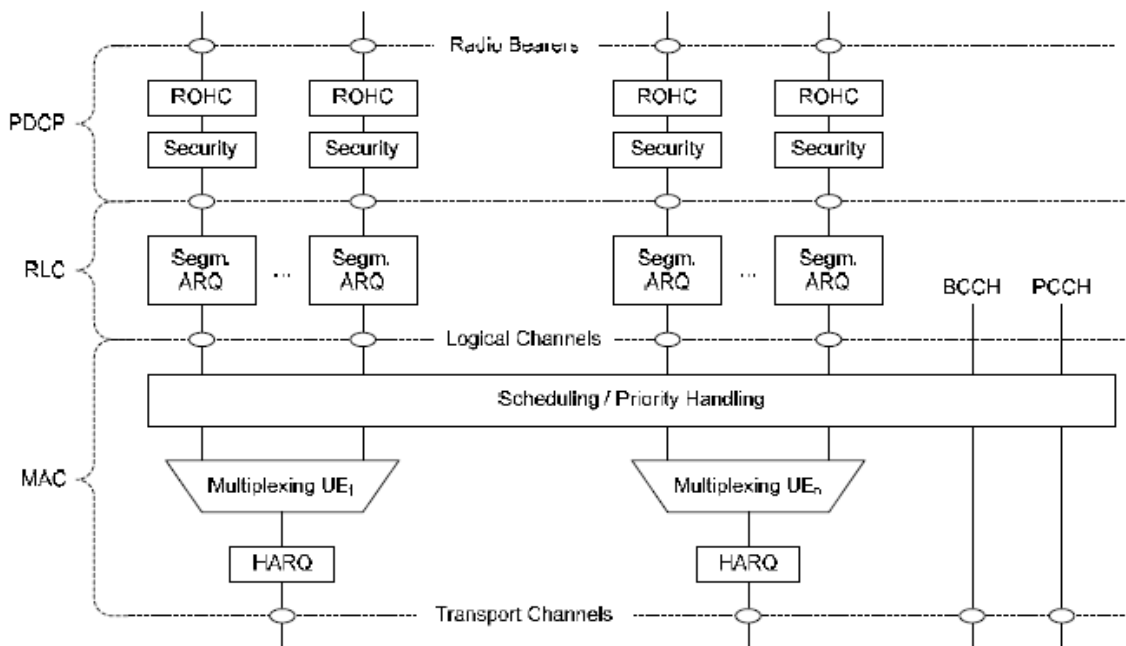 Radio Bearers
ROHC ROHC ROHC ROHC
PDCP
Security Security Security Security
Segm. Segm. Segm. Segm.
ARQ ... ARQ ARQ ... ARQ
RLC
BCCH PCCH
Logical Channels
Scheduling / Priority Handling
MAC
Multiplexing UE1 Multiplexing UEn
HARQ HARQ
Transport Channels